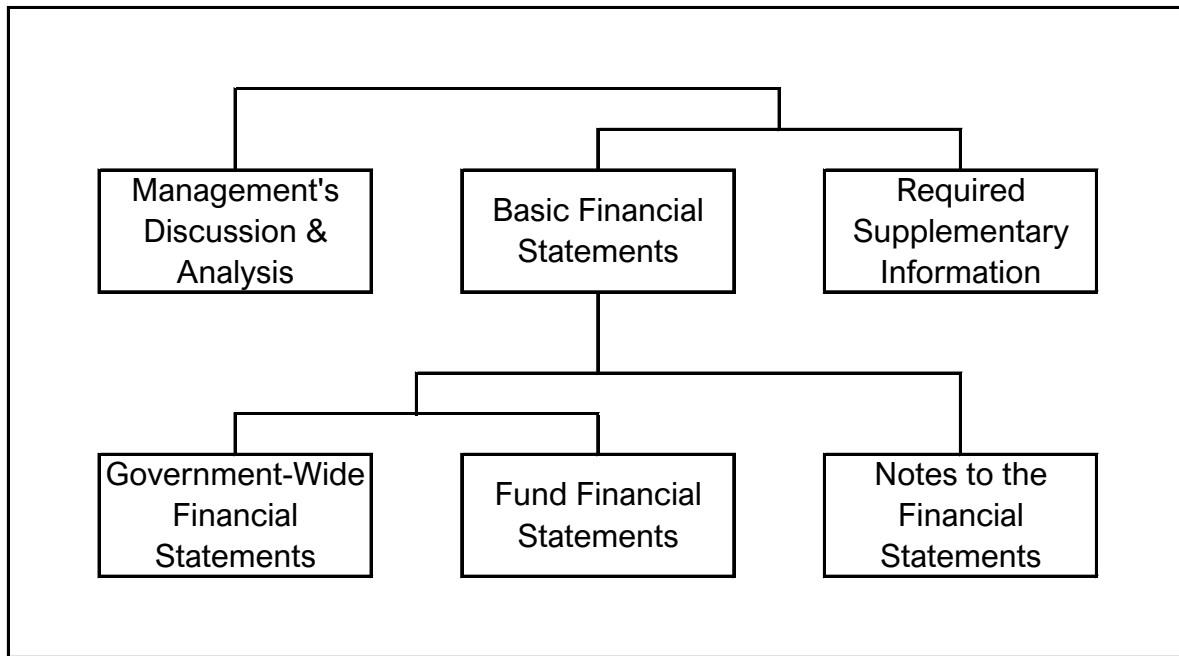 Management's
Discussion &
Analysis
Basic Financial
Statements
Required
Supplementary
Information
Government-Wide
Financial
Statements
Fund Financial
Statements
Notes to the
Financial
Statements